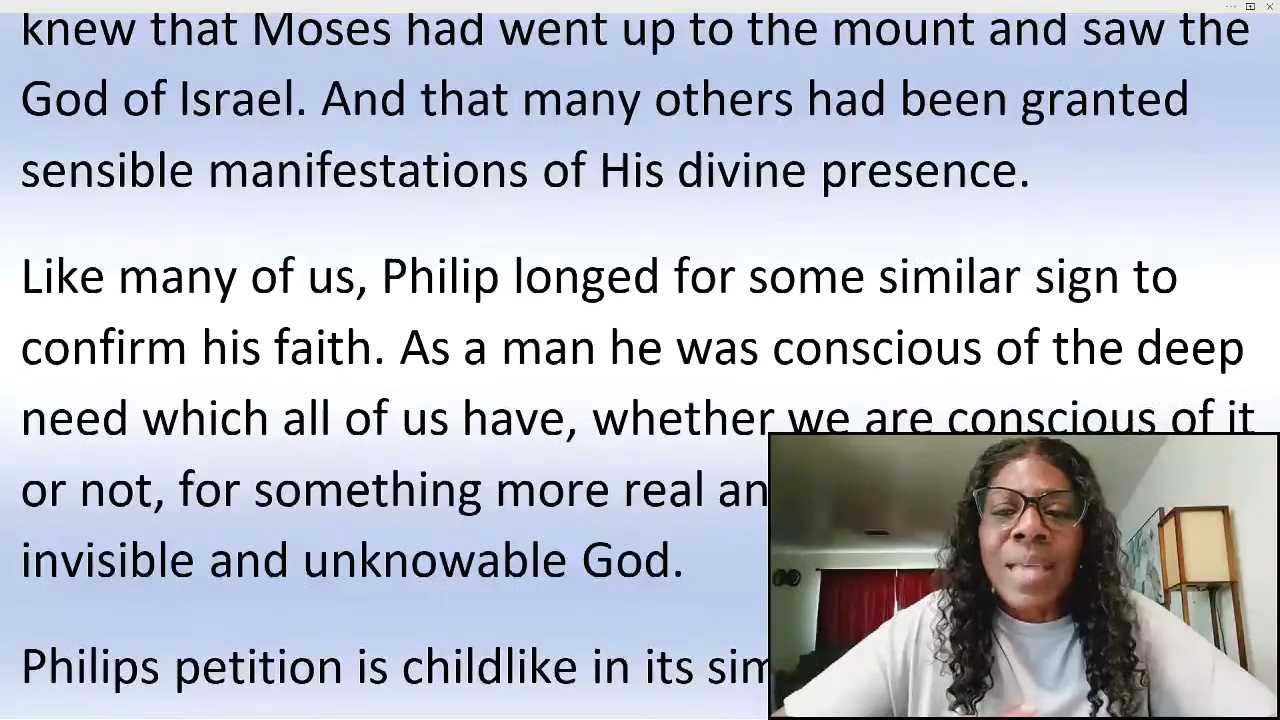 knew that Moses had went up to the mount and saw the
God of Israel. And that many others had been granted
sensible manifestations of His divine presence.
Like many of us, Philip longed for some similar sign to
confirm his faith. As a man he was conscious of the deep
need which all of us have, whether we are conscious of it
or not, for something more real
invisible and unknowable God.
Philips petition is childlike in its